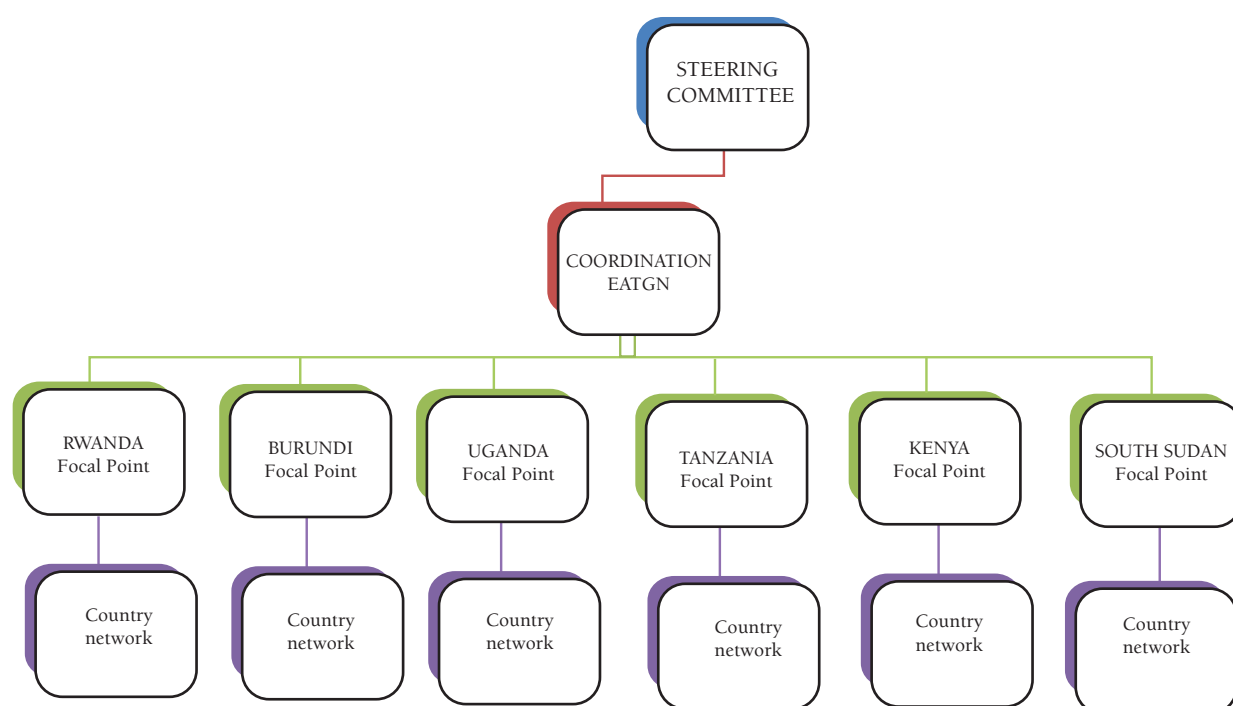 STEERING
COMMITTEE
COORDINATION
EATGN
RWANDA
Focal Point
BURUNDI
Focal Point
UGANDA
Focal Point
TANZANIA
Focal Point
KENYA
Focal Point
SOUTH SUDAN
Focal Point
Country
network
Country
network
Country
network
Country
network
Country
network
Country
network